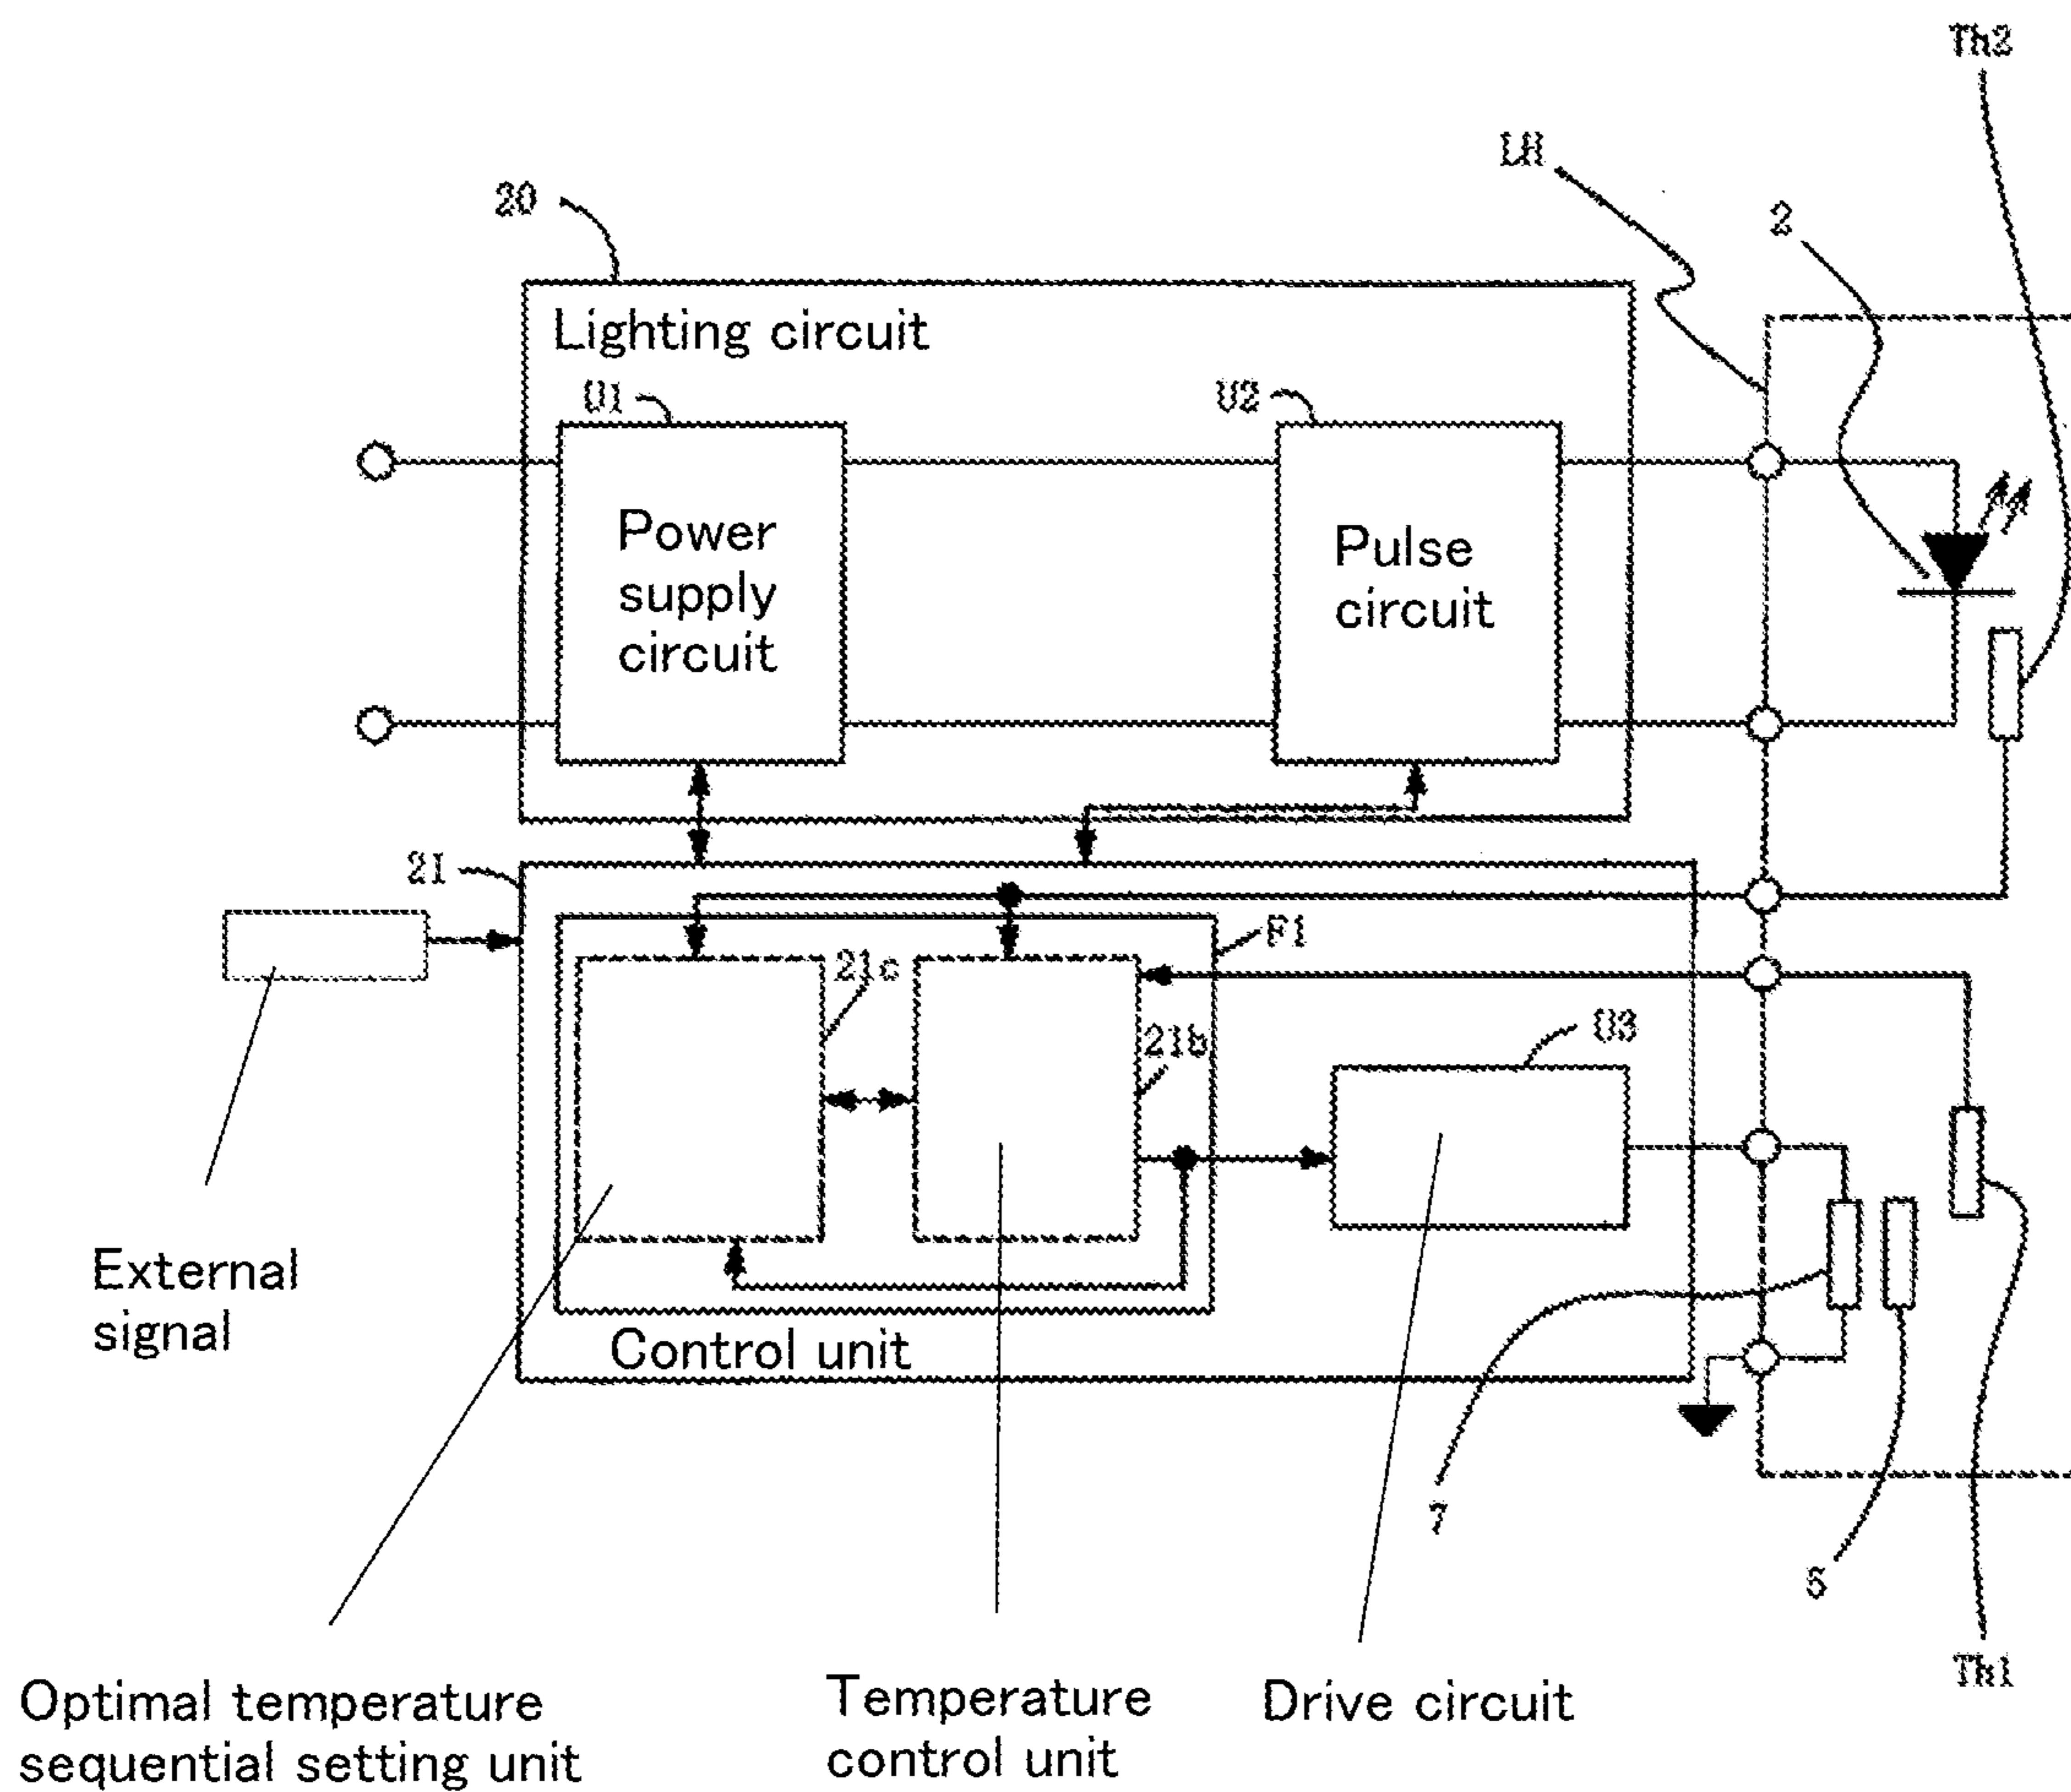 Th2
LH
20
2
Lighting circuit
U1
U2
Power
supply
circuit
Pulse
circuit
21
F1
21c
21b
U3
External
signal
Control unit
7
6
Th1
Optimal temperature
sequential setting unit
Temperature
control unit
Drive circuit